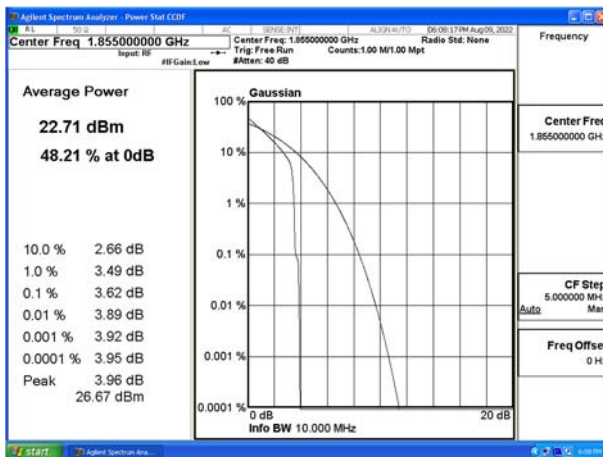 Agilent Spectrum Analyzer - Power Stat CCDF
RL 50 Ω AC SENSE:INT ALIGN AUTO 06:08:17 PM Aug 09, 2022
Center Freq 1.855000000 GHz
Center Freq: 1.855000000 GHz Radio Std: None
Input: RF Trig: Free Run Counts:1.00 M/1.00 Mpt
#IFGain:Low #Atten: 40 dB
Frequency
Average Power
22.71 dBm
48.21 % at 0dB
10.0 % 2.66 dB
1.0 % 3.49 dB
0.1 % 3.62 dB
0.01 % 3.89 dB
0.001 % 3.92 dB
0.0001 % 3.95 dB
Peak 3.96 dB
26.67 dBm
Gaussian
100 %
10 %
1 %
0.1 %
0.01 %
0.001 %
0.0001 %
0 dB 20 dB
Info BW 10.000 MHz
Center Freq
1.855000000 GHz
CF Step
5.000000 MHz
Auto Man
Freq Offset
0 Hz
start Agilent Spectrum Ana... 6:08 PM